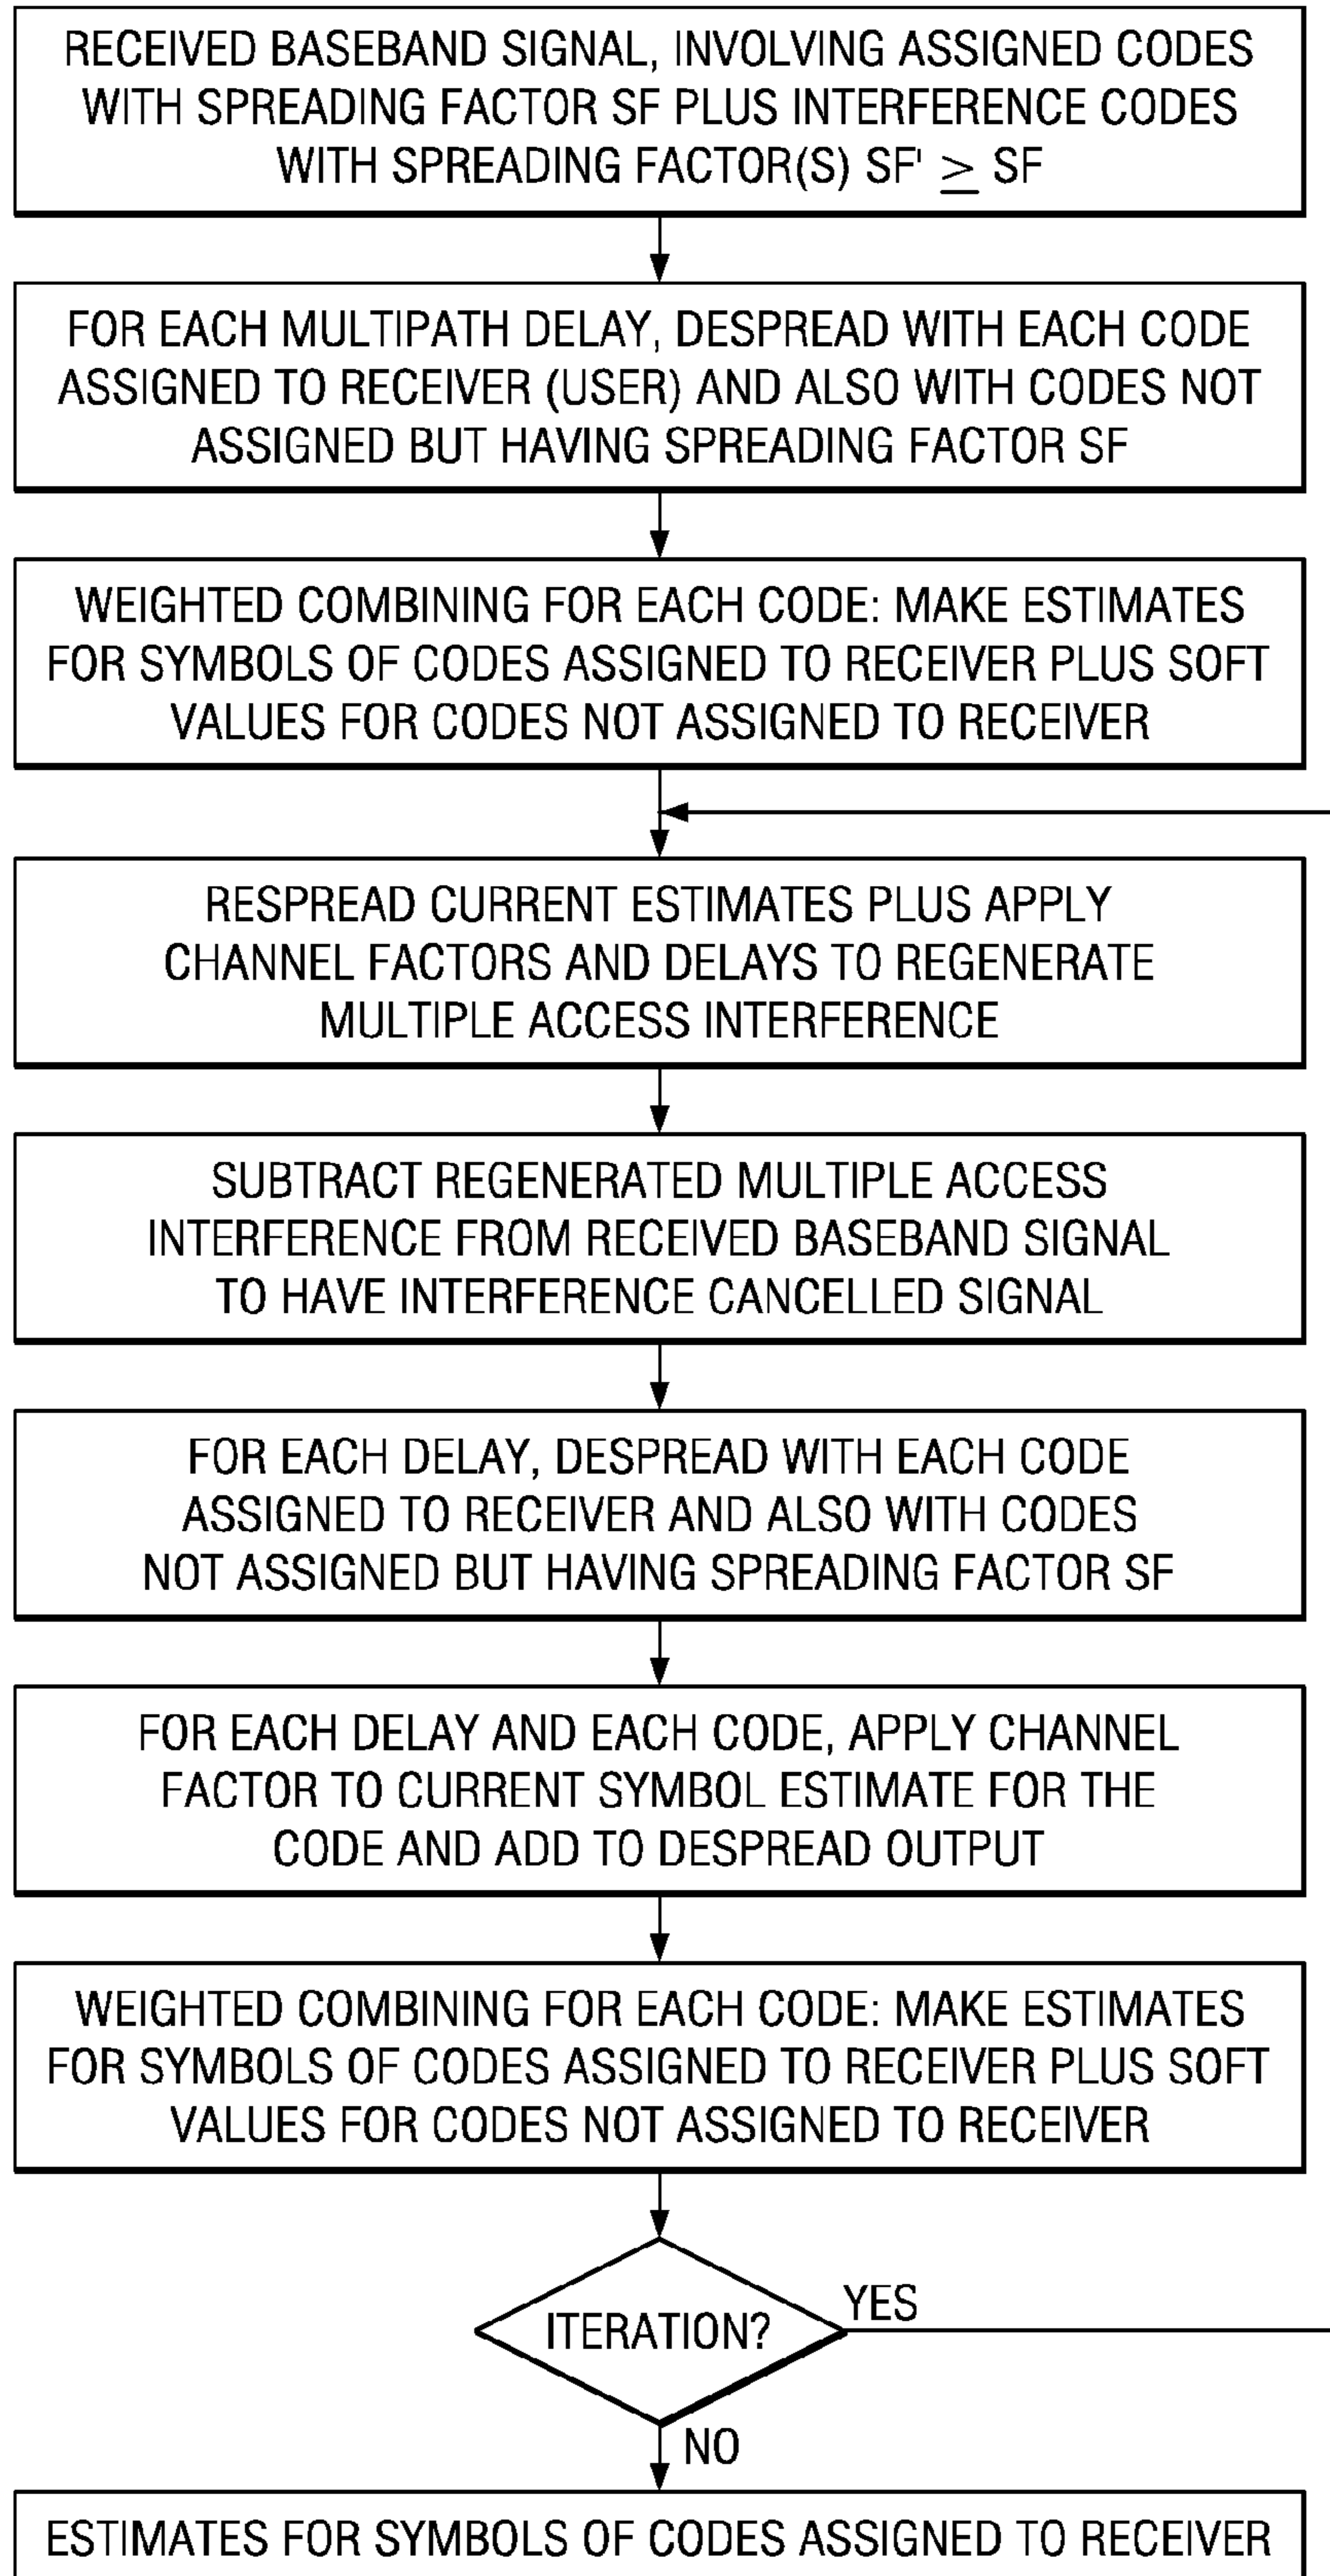 RECEIVED BASEBAND SIGNAL, INVOLVING ASSIGNED CODES
WITH SPREADING FACTOR SF PLUS INTERFERENCE CODES
WITH SPREADING FACTOR(S) SF' ≥ SF
FOR EACH MULTIPATH DELAY, DESPREAD WITH EACH CODE
ASSIGNED TO RECEIVER (USER) AND ALSO WITH CODES NOT
ASSIGNED BUT HAVING SPREADING FACTOR SF
WEIGHTED COMBINING FOR EACH CODE: MAKE ESTIMATES
FOR SYMBOLS OF CODES ASSIGNED TO RECEIVER PLUS SOFT
VALUES FOR CODES NOT ASSIGNED TO RECEIVER
RESPREAD CURRENT ESTIMATES PLUS APPLY
CHANNEL FACTORS AND DELAYS TO REGENERATE
MULTIPLE ACCESS INTERFERENCE
SUBTRACT REGENERATED MULTIPLE ACCESS
INTERFERENCE FROM RECEIVED BASEBAND SIGNAL
TO HAVE INTERFERENCE CANCELLED SIGNAL
FOR EACH DELAY, DESPREAD WITH EACH CODE
ASSIGNED TO RECEIVER AND ALSO WITH CODES
NOT ASSIGNED BUT HAVING SPREADING FACTOR SF
FOR EACH DELAY AND EACH CODE, APPLY CHANNEL
FACTOR TO CURRENT SYMBOL ESTIMATE FOR THE
CODE AND ADD TO DESPREAD OUTPUT
WEIGHTED COMBINING FOR EACH CODE: MAKE ESTIMATES
FOR SYMBOLS OF CODES ASSIGNED TO RECEIVER PLUS SOFT
VALUES FOR CODES NOT ASSIGNED TO RECEIVER
YES
ITERATION?
NO
ESTIMATES FOR SYMBOLS OF CODES ASSIGNED TO RECEIVER